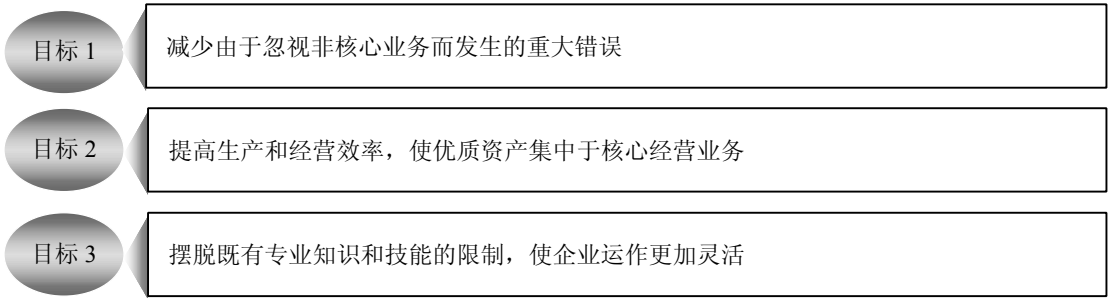 目标 1
减少由于忽视非核心业务而发生的重大错误
目标 2
提高生产和经营效率，使优质资产集中于核心经营业务
目标 3
摆脱既有专业知识和技能的限制，使企业运作更加灵活